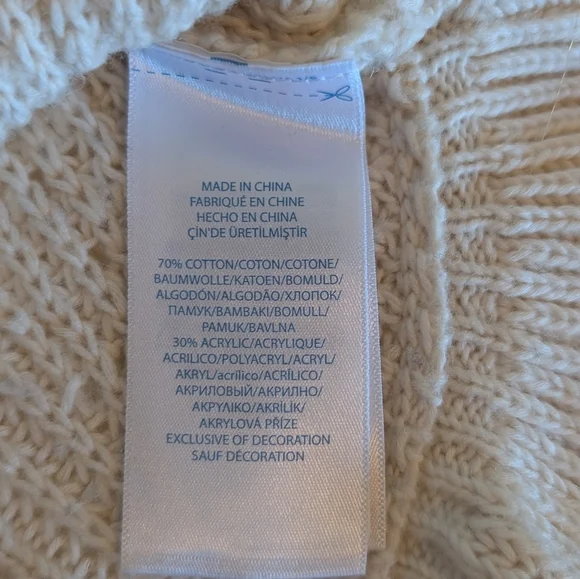 MADE IN CHINA
FABRIQUÉ EN CHINE
HECHO EN CHINA
ÇİN'DE ÜRETİLMİŞTİR
70% COTTON/COTON/COTONE/
BAUMWOLLE/KATOEN/BOMULD/
ALGODÓN/ALGODÃO/ХЛОПОК/
ПАМУК/BAMBAKI/BOMULL/
PAMUK/BAVLNA
30% ACRYLIC/ACRYLIQUE/
ACRILICO/POLYACRYL/ACRYL/
AKRYL/acrílico/ACRÍLICO/
АКРИЛОВЫЙ/АКРИЛНО/
ΑΚΡΥΛΙΚΟ/AKRİLİK/
AKRYLOVÁ PŘÍZE
EXCLUSIVE OF DECORATION
SAUF DÉCORATION